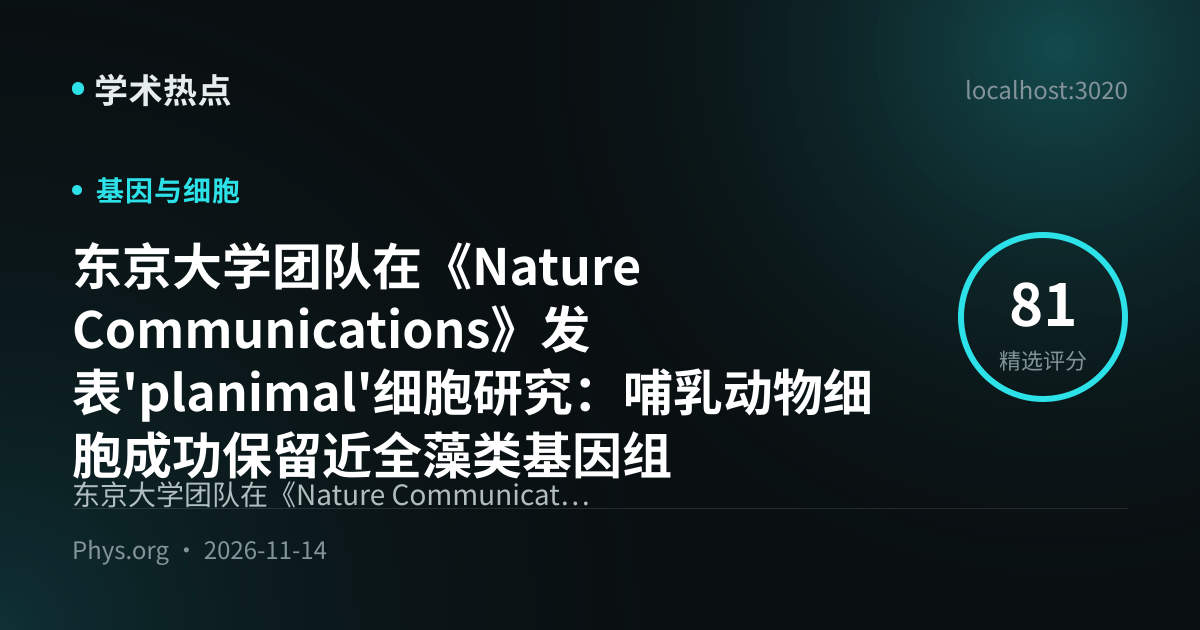 学术热点
localhost:3020
基因与细胞
东京大学团队在《Nature
Communications》发
表'planimal'细胞研究：哺乳动物细
胞成功保留近全藻类基因组
81
精选评分
东京大学团队在《Nature Communicat…
Phys.org · 2026-11-14